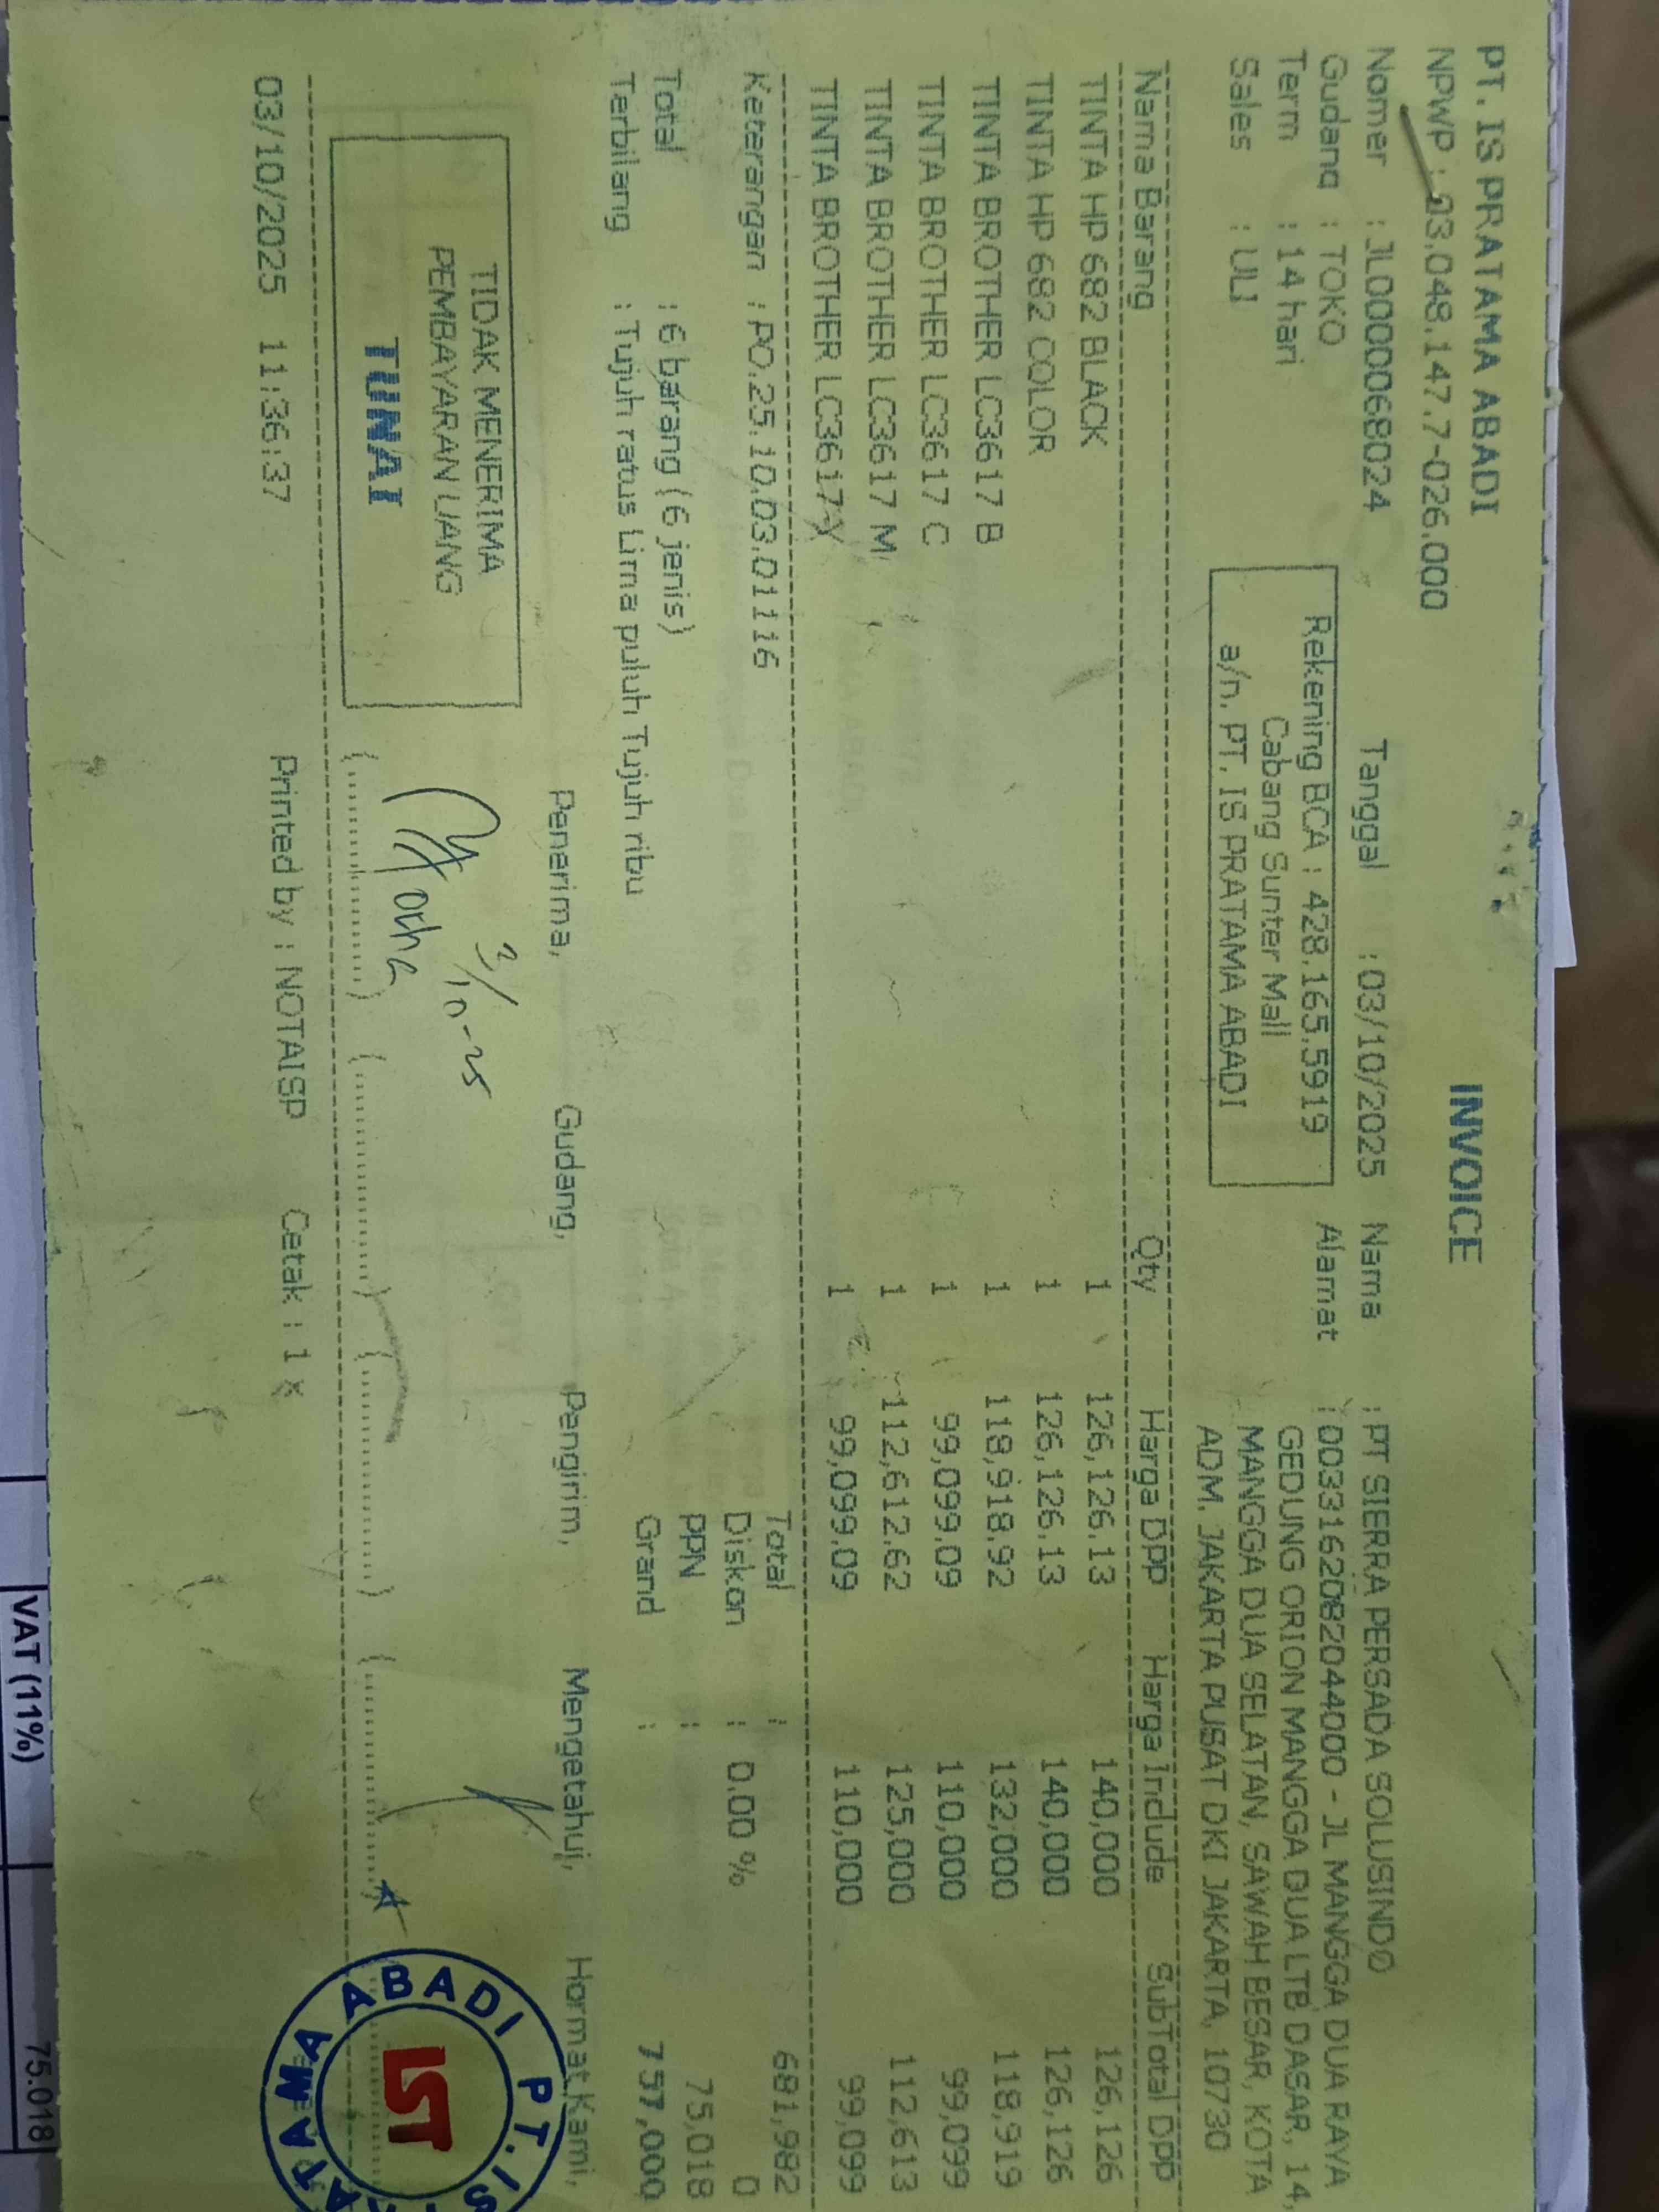 PT. IS PRATAMA ABADI
INVOICE
NPWP : 03.048.147.7-026.000
Nomer : JL0000068024
Tanggal : 03/10/2025
Nama : PT SIERRA PERSADA SOLUSINDO
Gudang : TOKO
Alamat : 0033162082044000 - JL MANGGA DUA RAYA
Term : 14 hari
GEDUNG ORION MANGGA DUA LTB DASAR, 14,
Sales : ULI
MANGGA DUA SELATAN, SAWAH BESAR, KOTA
ADM. JAKARTA PUSAT DKI JAKARTA, 10730
Rekening BCA : 428.165.5919
Cabang Sunter Mall
a/n. PT. IS PRATAMA ABADI
Nama Barang Qty Harga DPP Harga Include SubTotal DPP
TINTA HP 682 BLACK 1 126,126.13 140,000 126,126
TINTA HP 682 COLOR 1 126,126.13 140,000 126,126
TINTA BROTHER LC3617 B 1 118,918.92 132,000 118,919
TINTA BROTHER LC3617 C 1 99,099.09 110,000 99,099
TINTA BROTHER LC3617 M 1 112,612.62 125,000 112,613
TINTA BROTHER LC3617 Y 1 99,099.09 110,000 99,099
Keterangan : PO.25.10.03.01116
Total : 681,982
Diskon : 0.00 % 0
Total : 6 barang (6 jenis)
PPN : 75,018
Terbilang : Tujuh ratus Lima puluh Tujuh ribu
Grand : 757,000
Penerima, Gudang, Pengirim, Mengetahui, Hormat Kami,
TIDAK MENERIMA
PEMBAYARAN UANG
TUNAI
3/10-25
PT. IS PRATAMA ABADI
IST
03/10/2025 11:36:37 Printed by : NOTAISP Cetak : 1 x
VAT (11%) 75.018